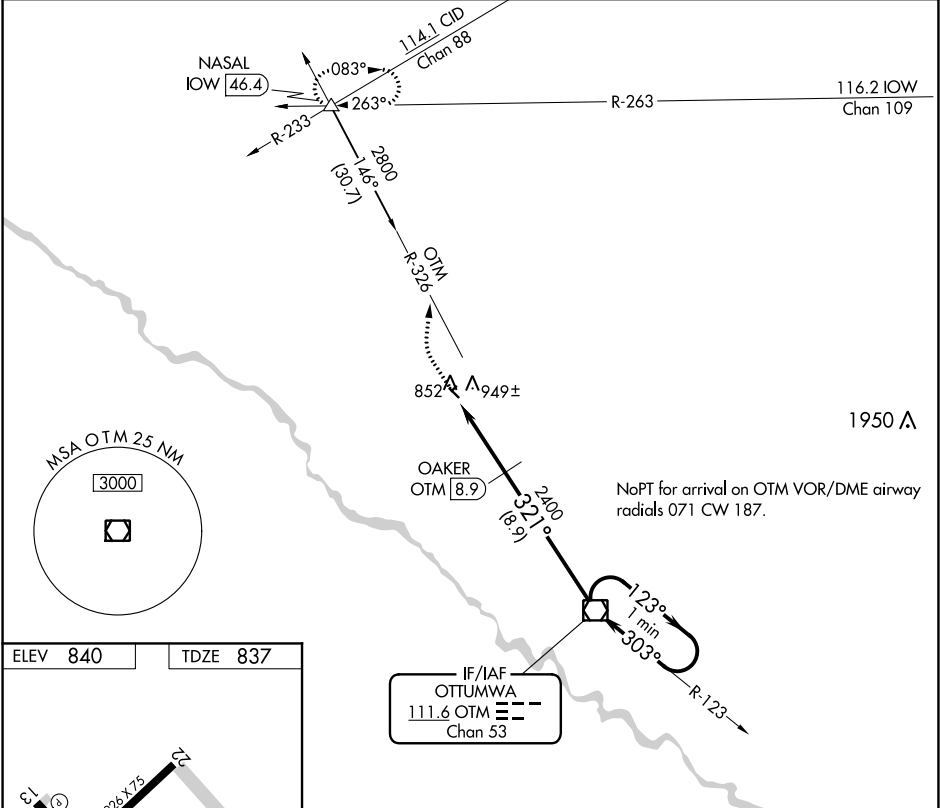 114.1 CID
Chan 88
NASAL
IOW 46.4
083°
263°
R-263
116.2 IOW
Chan 109
R-233
2800
146°
(30.7)
OTM
R-326
852
949±
1950
MSA OTM 25 NM
3000
OAKER
OTM 8.9
2400
321°
(8.9)
NoPT for arrival on OTM VOR/DME airway
radials 071 CW 187.
123°
1 min
303°
R-123
IF/IAF
OTTUMWA
111.6 OTM
Chan 53
ELEV 840
TDZE 837
22
13
P